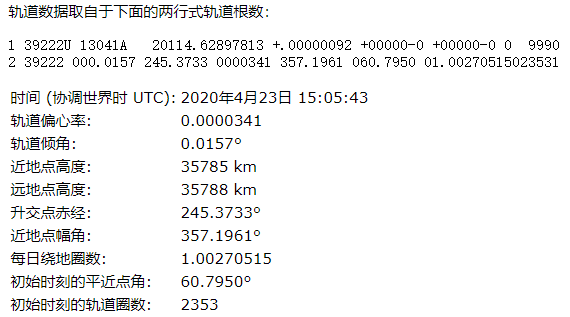 轨道数据取自于下面的两行式轨道根数:
1 39222U 13041A   20114.62897813 +.00000092 +00000-0 +00000-0 0  9990
2 39222 000.0157 245.3733 0000341 357.1961 060.7950 01.00270515023531
时间 (协调世界时 UTC): 2020年4月23日 15:05:43
轨道偏心率: 0.0000341
轨道倾角: 0.0157°
近地点高度: 35785 km
远地点高度: 35788 km
升交点赤经: 245.3733°
近地点幅角: 357.1961°
每日绕地圈数: 1.00270515
初始时刻的平近点角: 60.7950°
初始时刻的轨道圈数: 2353